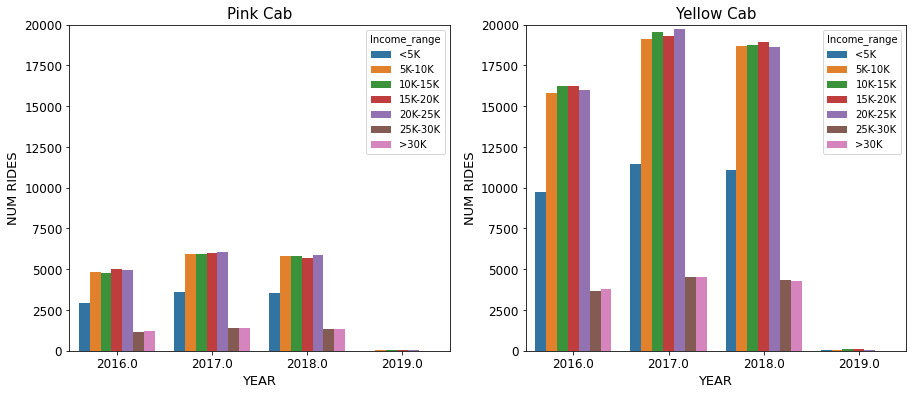 Pink Cab
NUM RIDES
20000
17500
15000
12500
10000
7500
5000
2500
0
2016.0 2017.0 2018.0 2019.0
YEAR
Income_range
<5K
5K-10K
10K-15K
15K-20K
20K-25K
25K-30K
>30K
Yellow Cab
NUM RIDES
20000
17500
15000
12500
10000
7500
5000
2500
0
2016.0 2017.0 2018.0 2019.0
YEAR
Income_range
<5K
5K-10K
10K-15K
15K-20K
20K-25K
25K-30K
>30K